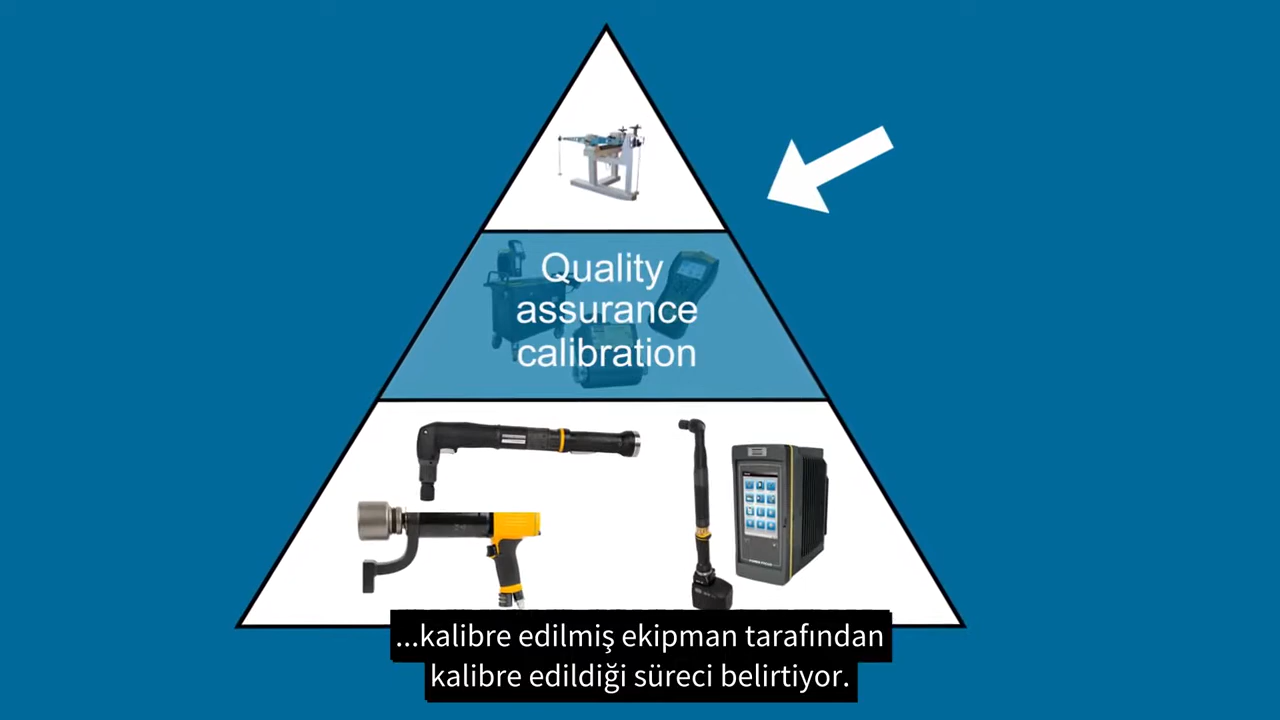 Quality
assurance
calibration
...kalibre edilmiş ekipman tarafından
kalibre edildiği süreci belirtiyor.